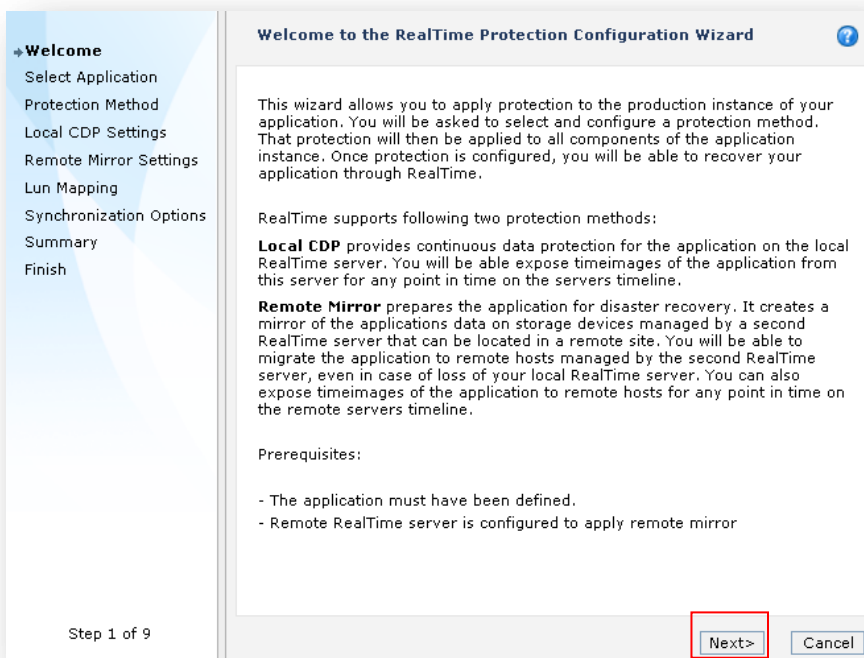 Welcome
Select Application
Protection Method
Local CDP Settings
Remote Mirror Settings
Lun Mapping
Synchronization Options
Summary
Finish
Step 1 of 9
Welcome to the RealTime Protection Configuration Wizard
?
This wizard allows you to apply protection to the production instance of your
application. You will be asked to select and configure a protection method.
That protection will then be applied to all components of the application
instance. Once protection is configured, you will be able to recover your
application through RealTime.
RealTime supports following two protection methods:
Local CDP provides continuous data protection for the application on the local
RealTime server. You will be able expose timeimages of the application from
this server for any point in time on the servers timeline.
Remote Mirror prepares the application for disaster recovery. It creates a
mirror of the applications data on storage devices managed by a second
RealTime server that can be located in a remote site. You will be able to
migrate the application to remote hosts managed by the second RealTime
server, even in case of loss of your local RealTime server. You can also
expose timeimages of the application to remote hosts for any point in time on
the remote servers timeline.
Prerequisites:
- The application must have been defined.
- Remote RealTime server is configured to apply remote mirror
Next>
Cancel